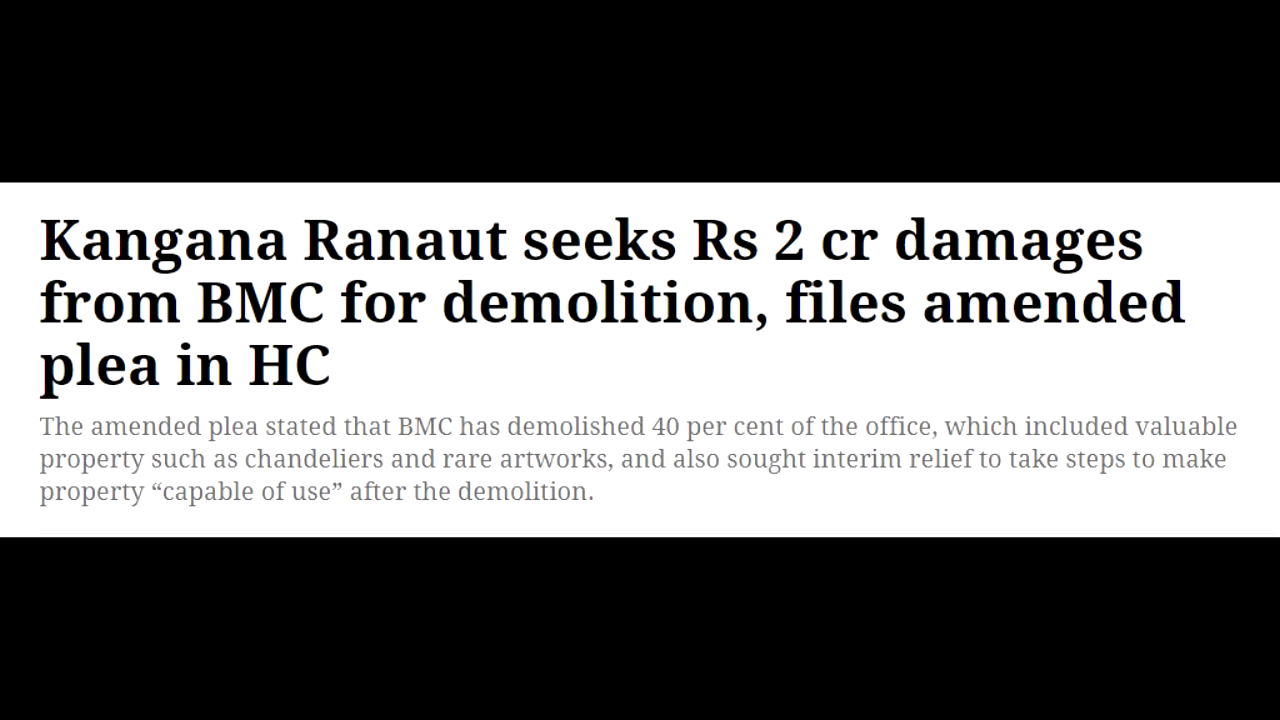 Kangana Ranaut seeks Rs 2 cr damages
from BMC for demolition, files amended
plea in HC
The amended plea stated that BMC has demolished 40 per cent of the office, which included valuable
property such as chandeliers and rare artworks, and also sought interim relief to take steps to make
property “capable of use” after the demolition.